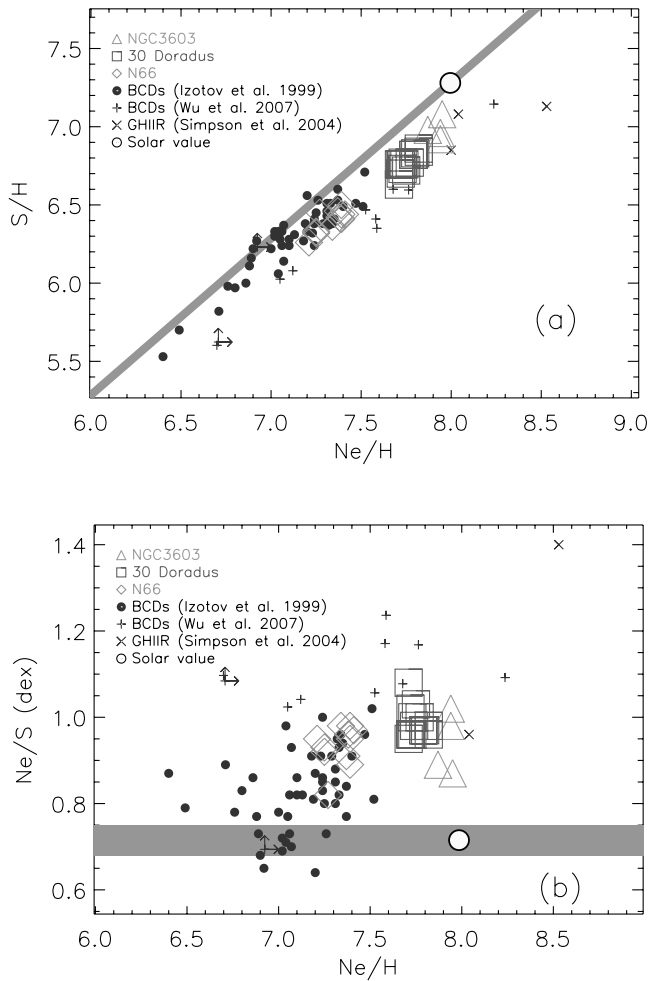 NGC3603
30 Doradus
N66
BCDs (Izotov et al. 1999)
BCDs (Wu et al. 2007)
GHIIR (Simpson et al. 2004)
Solar value
7.5
7.0
6.5
6.0
5.5
S/H
(a)
6.0 6.5 7.0 7.5 8.0 8.5 9.0
Ne/H
NGC3603
30 Doradus
N66
BCDs (Izotov et al. 1999)
BCDs (Wu et al. 2007)
GHIIR (Simpson et al. 2004)
Solar value
1.4
1.2
1.0
0.8
0.6
Ne/S (dex)
(b)
6.0 6.5 7.0 7.5 8.0 8.5
Ne/H